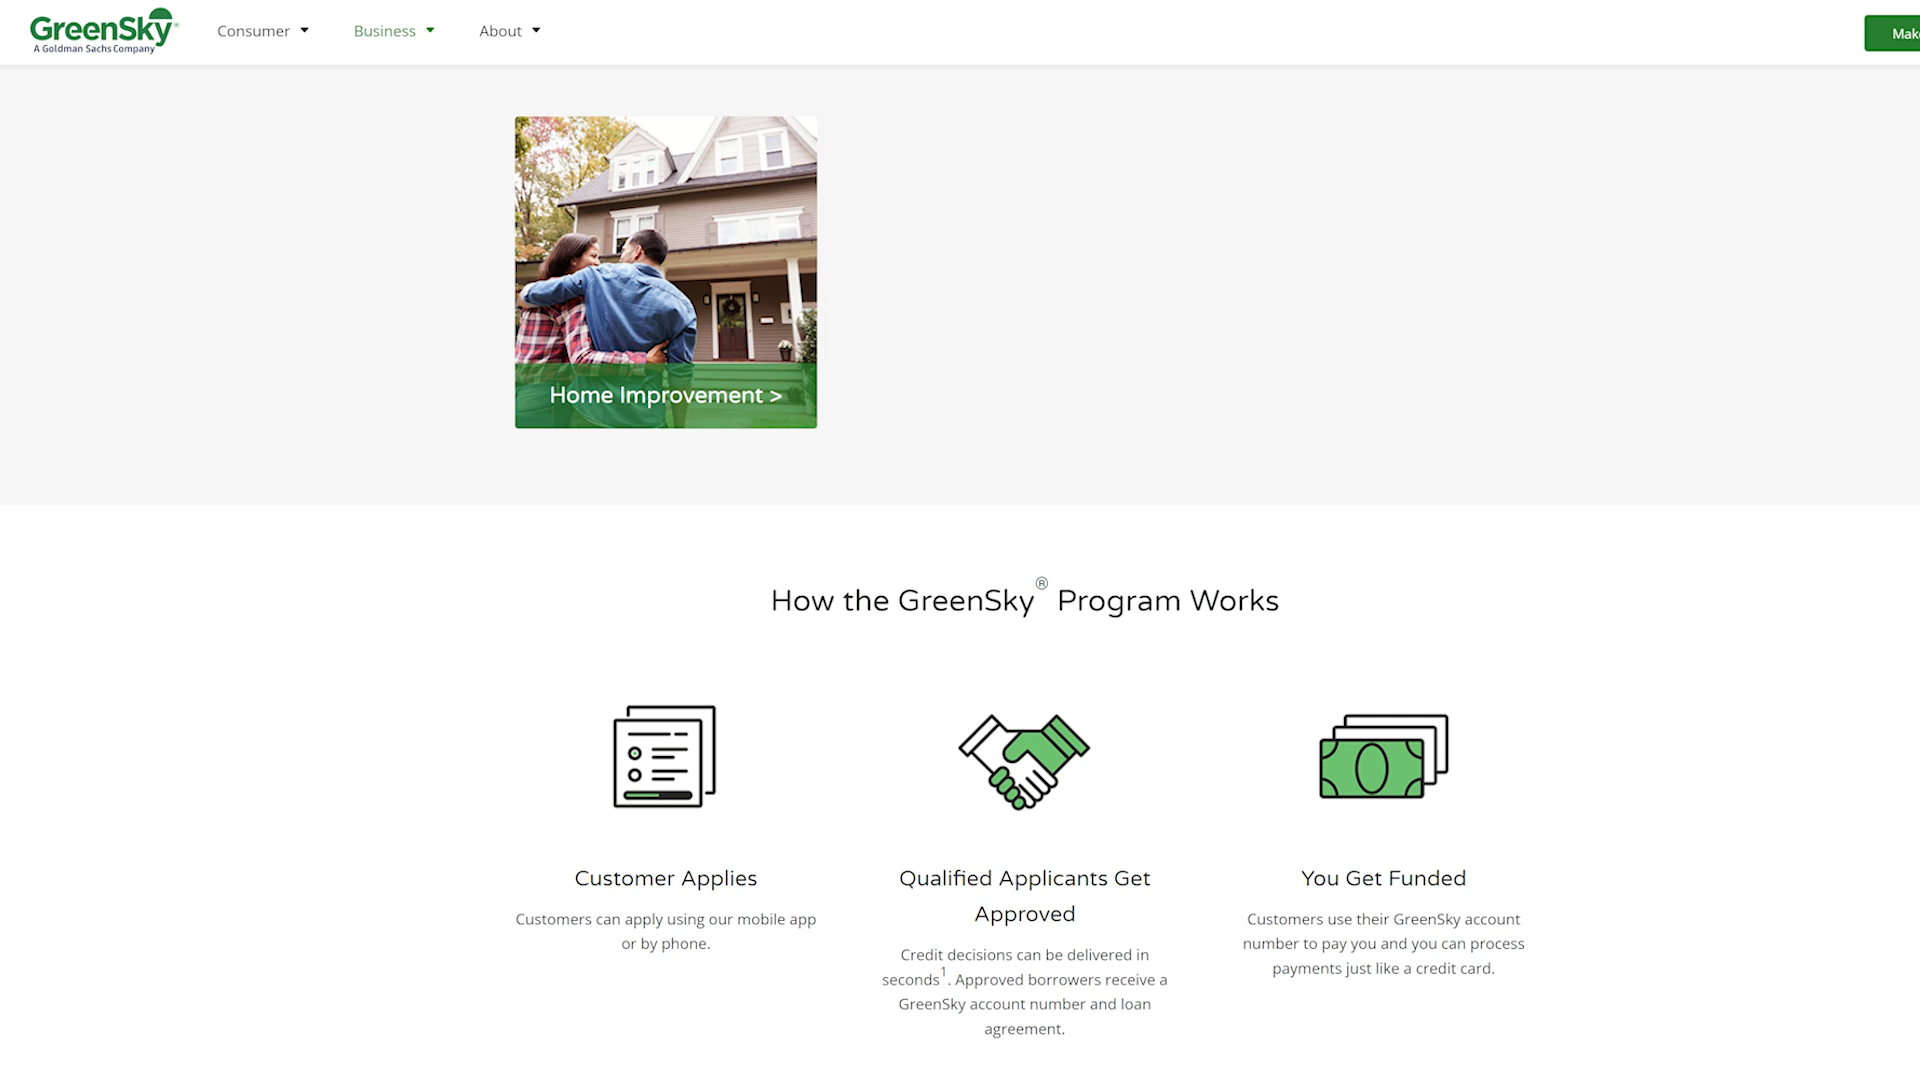 GreenSky®
A Goldman Sachs Company
Consumer
Business
About
Home Improvement >
How the GreenSky® Program Works
Customer Applies
Customers can apply using our mobile app
or by phone.
Qualified Applicants Get
Approved
Credit decisions can be delivered in
seconds1. Approved borrowers receive a
GreenSky account number and loan
agreement.
You Get Funded
Customers use their GreenSky account
number to pay you and you can process
payments just like a credit card.